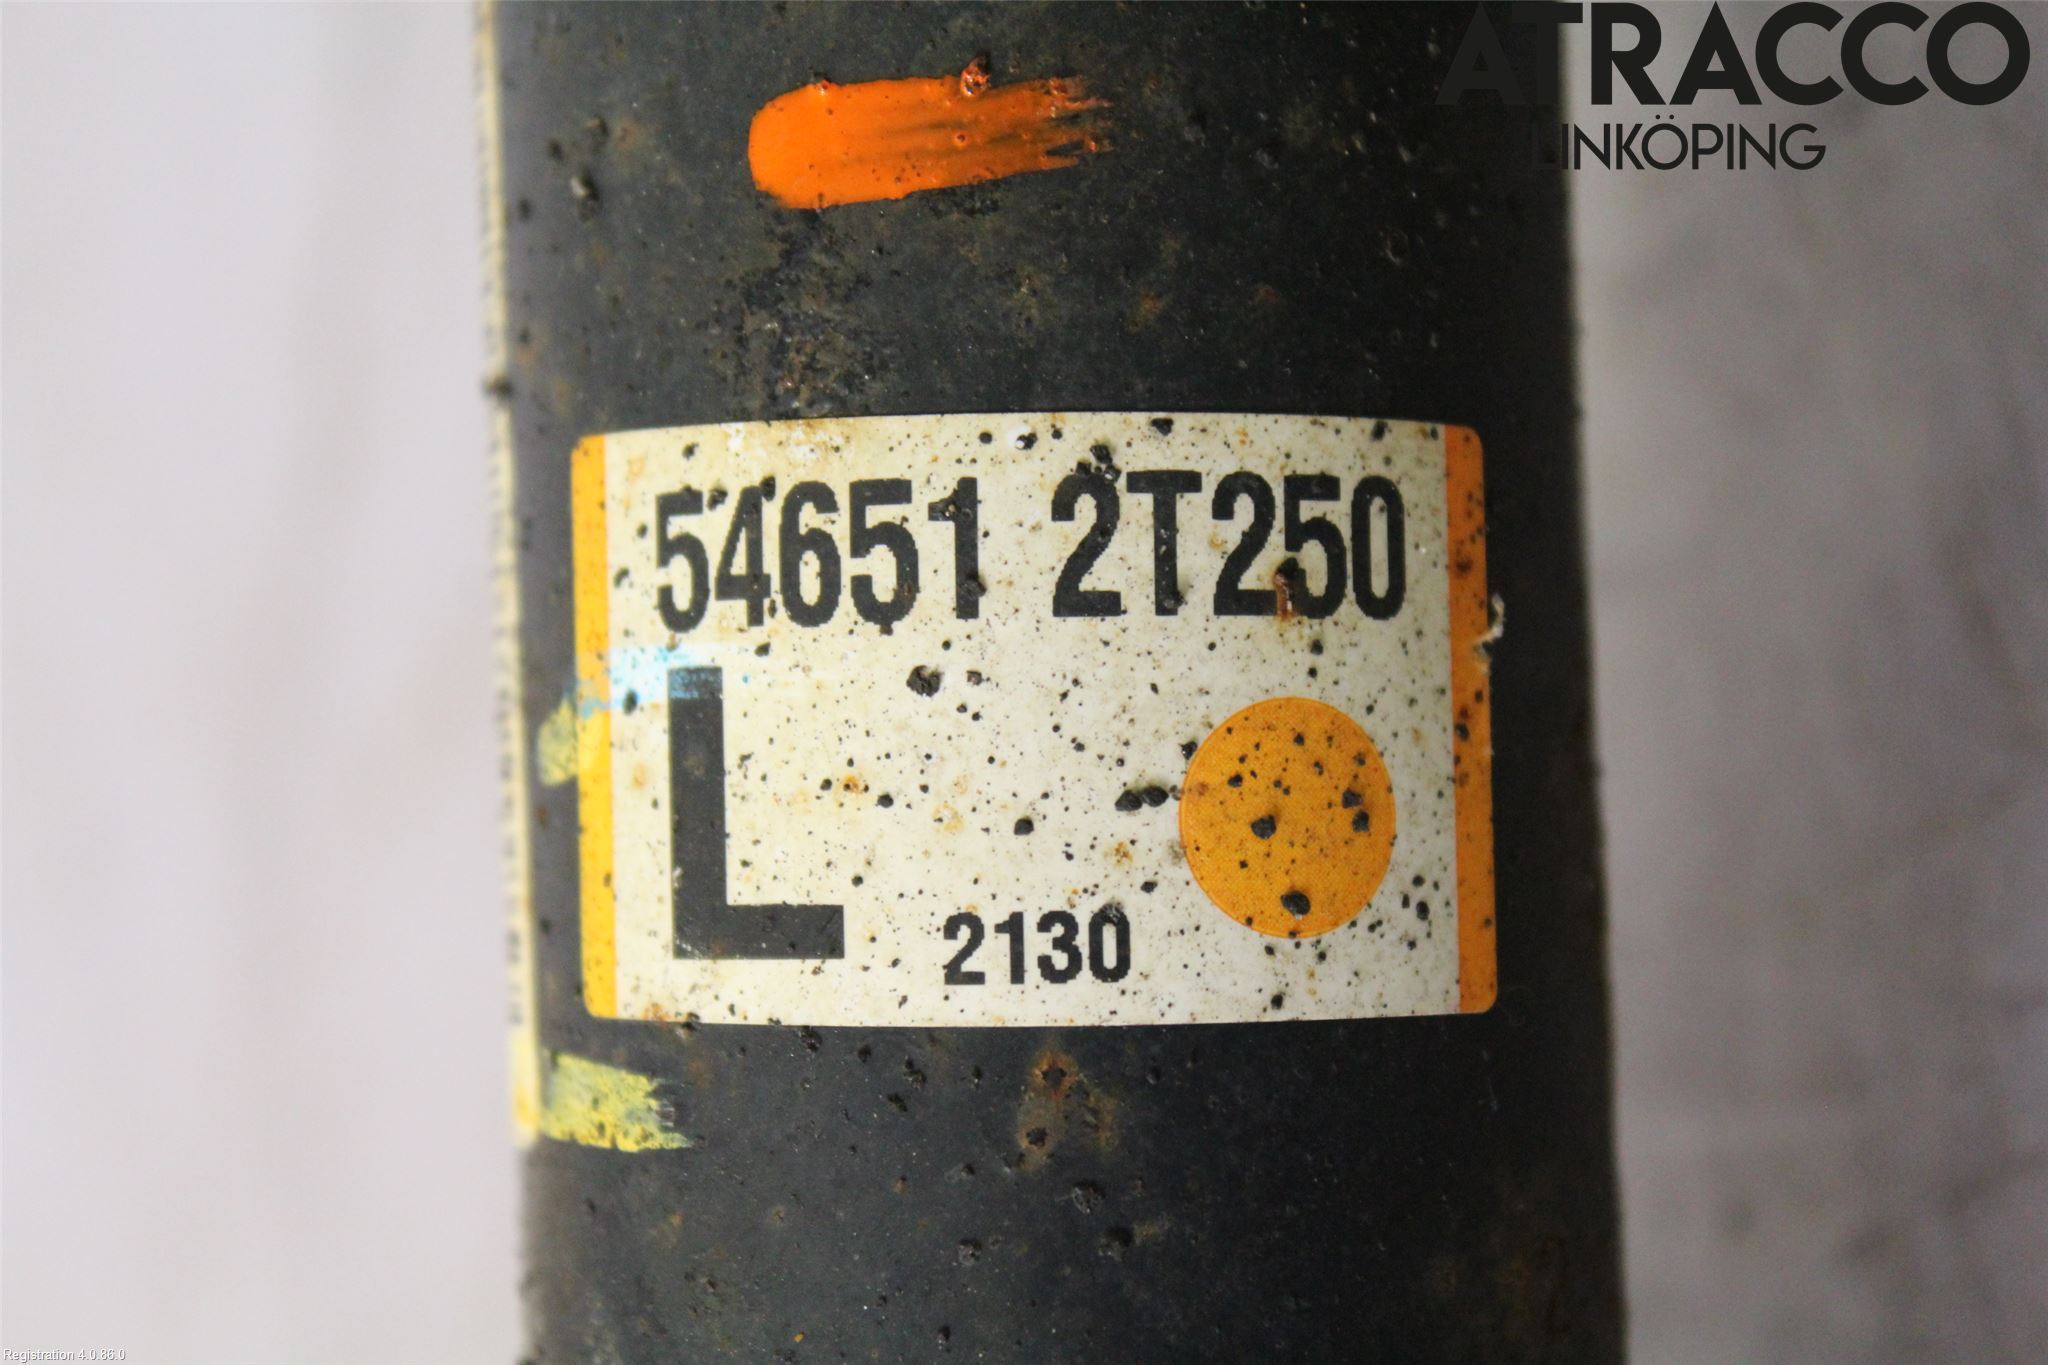 ATRACCO
LINKÖPING
54651 2T250
L
2130
Registration 4.0.86.0